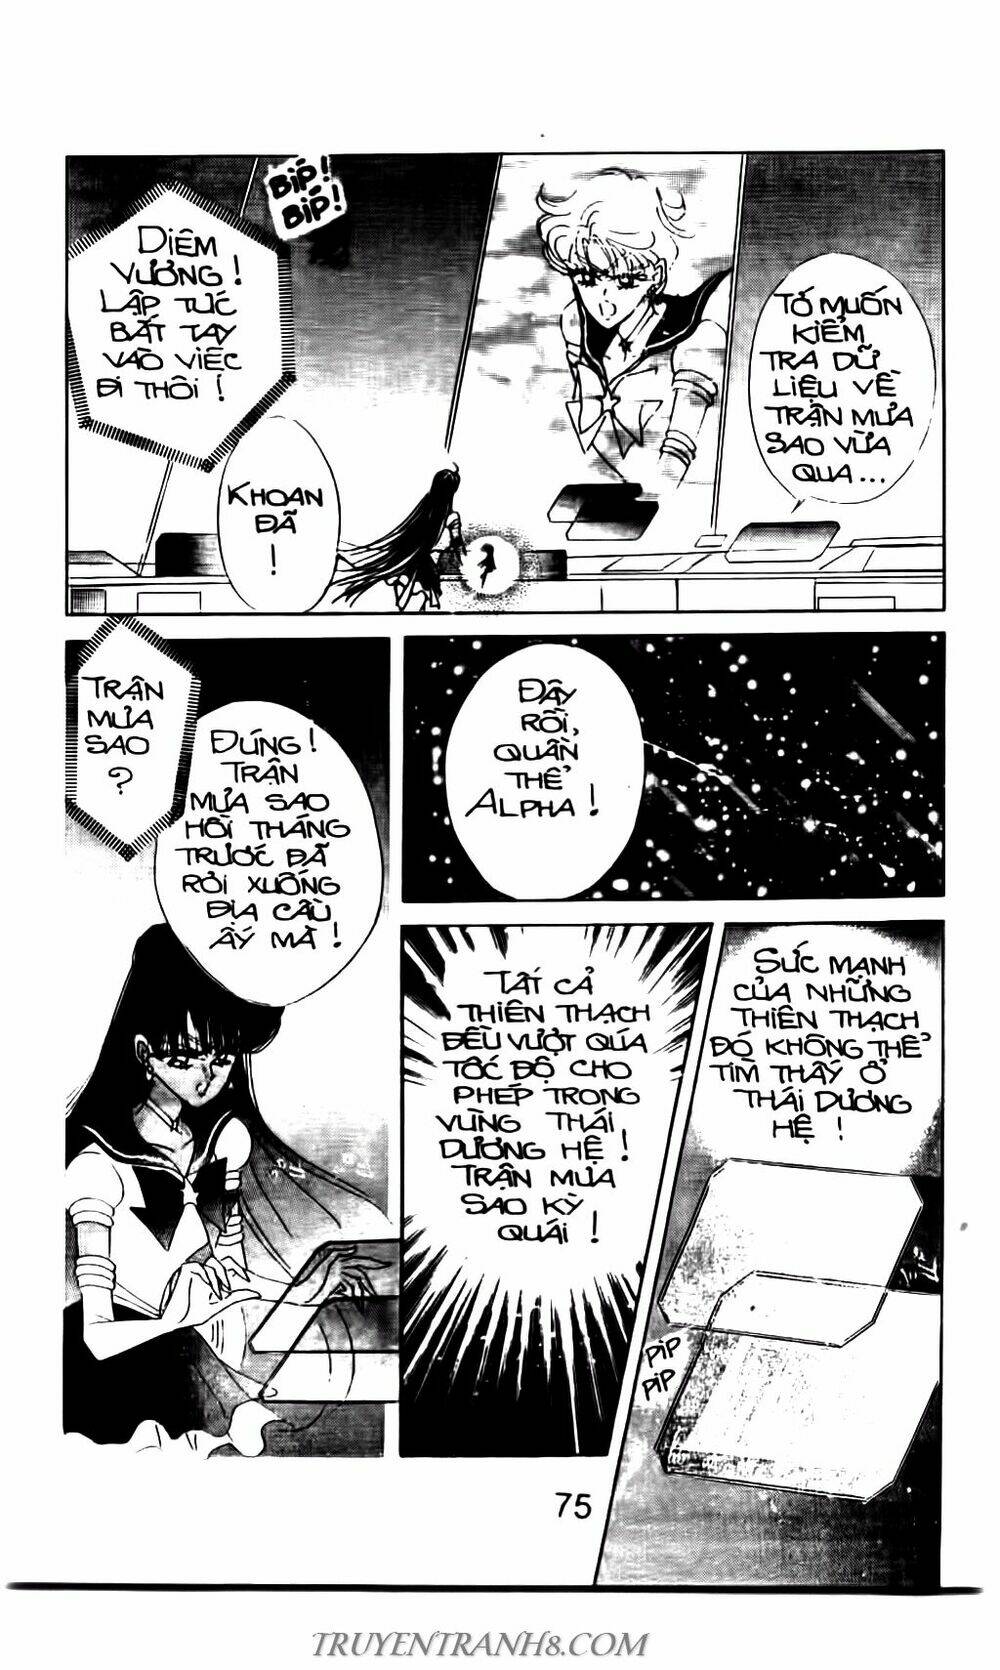 BÍP!
BÍP!
DIÊM
VƯƠNG!
LẬP TỨC
BẮT TAY
VÀO VIỆC
ĐI THÔI!
KHOAN
ĐÃ
!
TỚ MUỐN
KIỂM
TRA DỮ
LIỆU VỀ
TRẬN MƯA
SAO VỪA
QUA...
TRẬN
MƯA
SAO
?
ĐÚNG!
TRẬN
MƯA SAO
HỒI THÁNG
TRƯỚC ĐÃ
RƠI XUỐNG
ĐỊA CẦU
ẤY MÀ!
ĐÂY
RỒI,
QUẦN
THỂ
ALPHA!
TẤT CẢ
THIÊN THẠCH
ĐỀU VƯỢT QÚA
TỐC ĐỘ CHO
PHÉP TRONG
VÙNG THÁI
DƯƠNG HỆ!
TRẬN MƯA
SAO KỲ
QUÁI!
SỨC MẠNH
CỦA NHỮNG
THIÊN THẠCH
ĐÓ KHÔNG THỂ
TÌM THẤY Ở
THÁI DƯƠNG
HỆ!
PÍP
PÍP
75
TRUYENTRANH8.COM